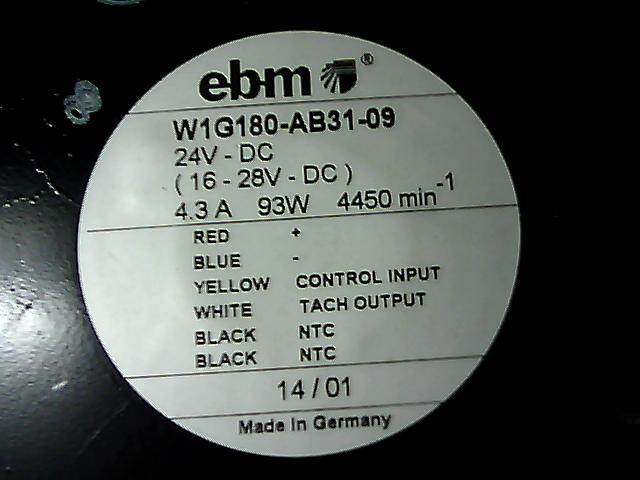 ebm ®
W1G180-AB31-09
24V - DC
( 16 - 28V - DC )
4.3 A 93W 4450 min-1
RED +
BLUE -
YELLOW CONTROL INPUT
WHITE TACH OUTPUT
BLACK NTC
BLACK NTC
14 / 01
Made In Germany